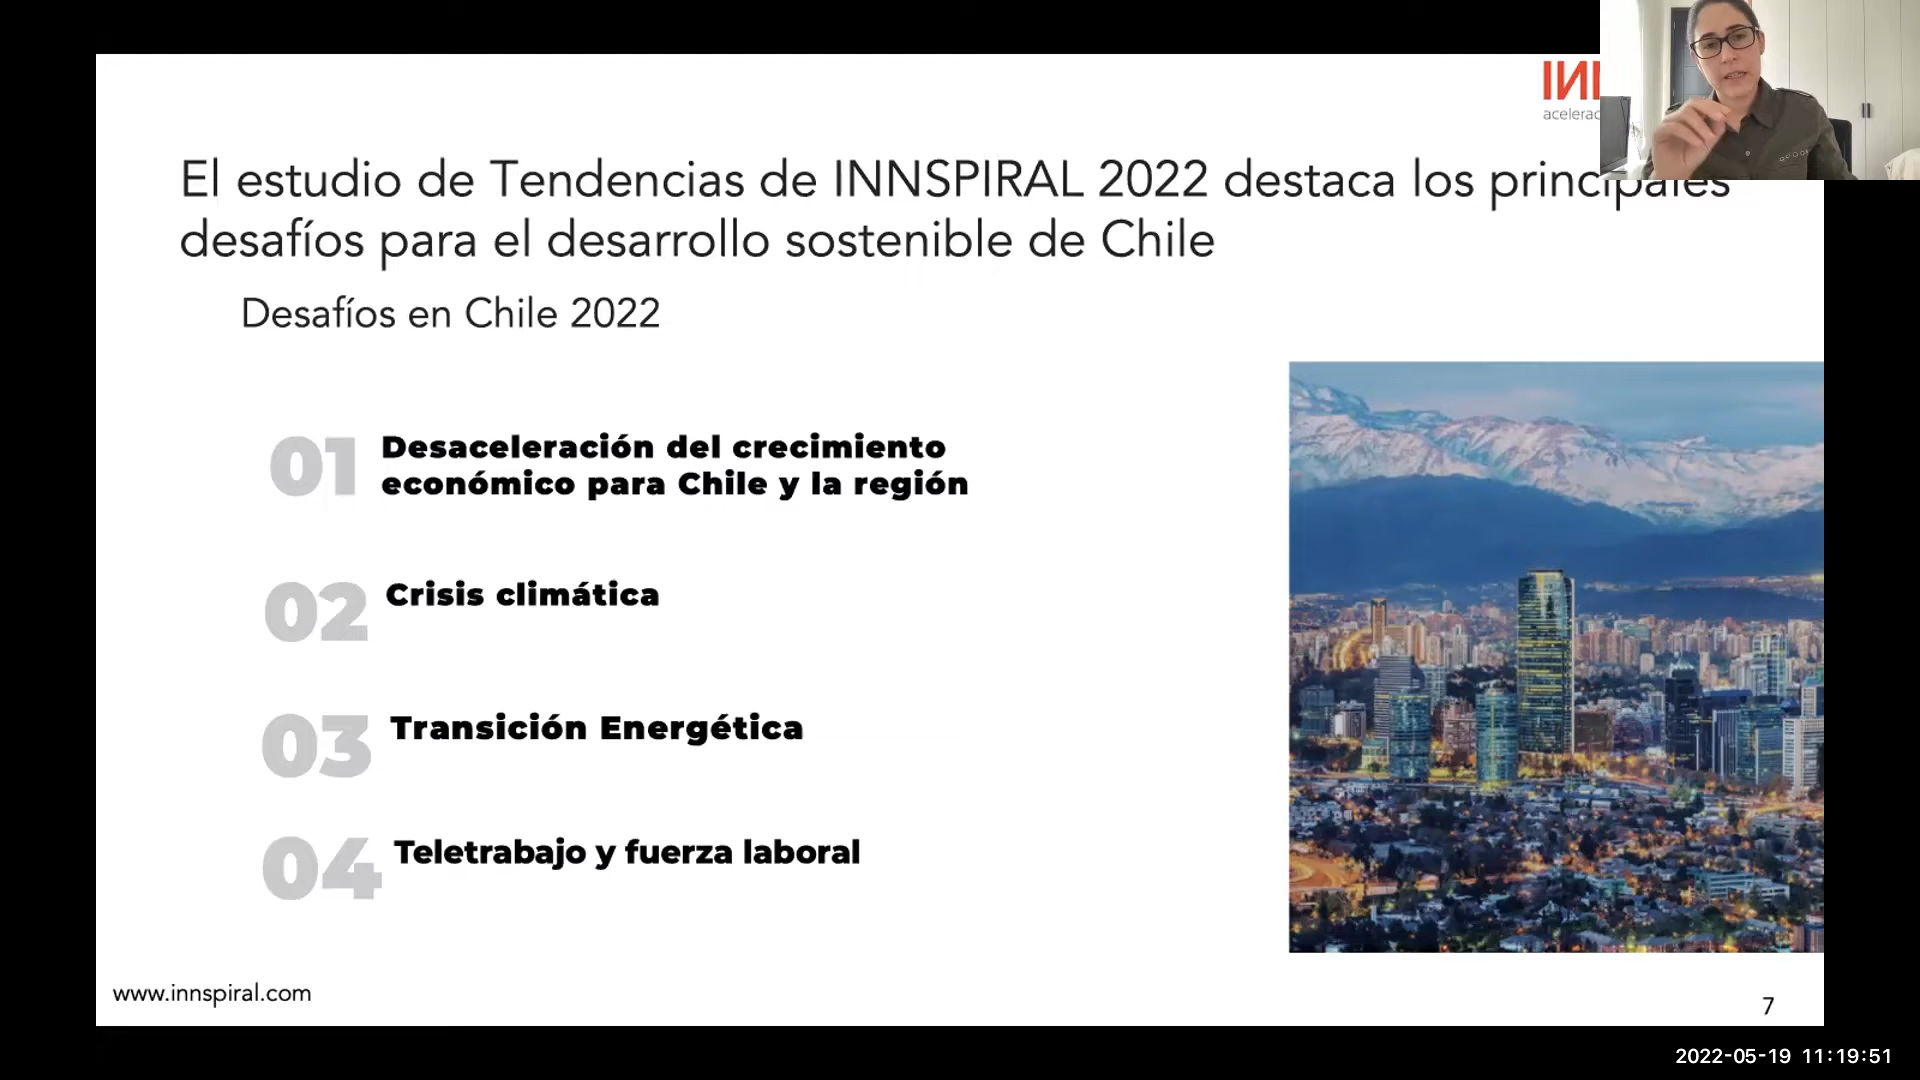 El estudio de Tendencias de INNSPIRAL 2022 destaca los principales
desafíos para el desarrollo sostenible de Chile
Desafíos en Chile 2022
01 Desaceleración del crecimiento
económico para Chile y la región
02 Crisis climática
03 Transición Energética
04 Teletrabajo y fuerza laboral
www.innspiral.com
7
2022-05-19 11:19:51